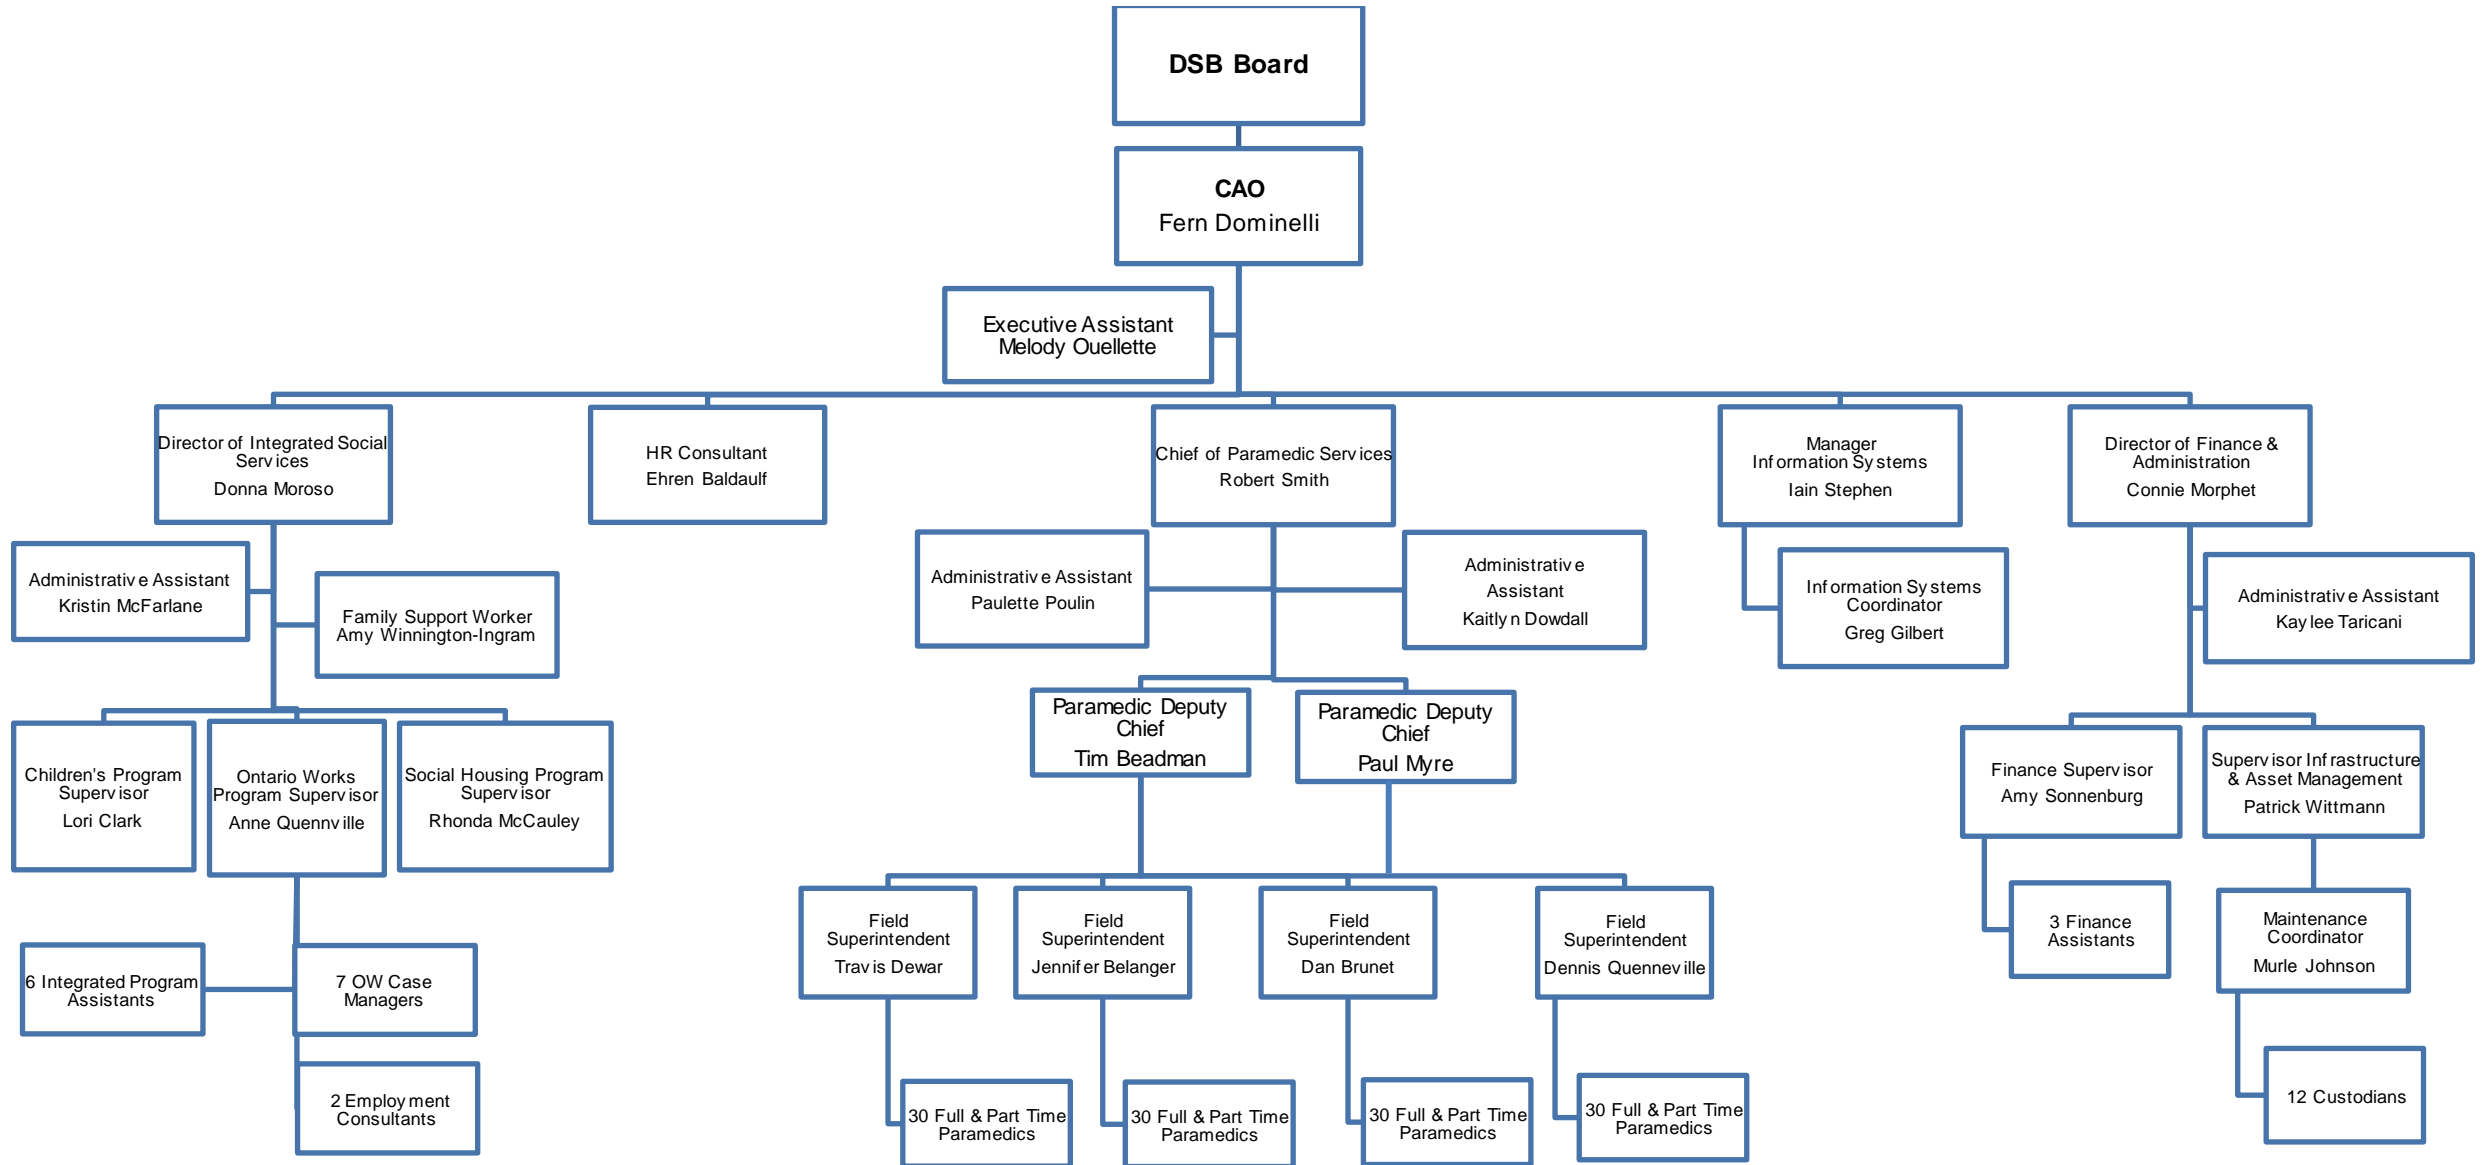 DSB Board
CAO
Fern Dominelli
Executive Assistant
Melody Ouellette
Director of Integrated Social
Services
Donna Moroso
HR Consultant
Ehren Baldaulf
Chief of Paramedic Services
Robert Smith
Manager
Information Systems
Iain Stephen
Director of Finance &
Administration
Connie Morphet
Administrative Assistant
Kristin McFarlane
Family Support Worker
Amy Winnington-Ingram
Administrative Assistant
Paulette Poulin
Administrative
Assistant
Kaitlyn Dowdall
Information Systems
Coordinator
Greg Gilbert
Administrative Assistant
Kaylee Taricani
Children's Program
Supervisor
Lori Clark
Ontario Works
Program Supervisor
Anne Quennville
Social Housing Program
Supervisor
Rhonda McCauley
Paramedic Deputy
Chief
Tim Beadman
Paramedic Deputy
Chief
Paul Myre
Finance Supervisor
Amy Sonnenburg
Supervisor Infrastructure
& Asset Management
Patrick Wittmann
6 Integrated Program
Assistants
7 OW Case
Managers
2 Employment
Consultants
Field
Superintendent
Travis Dewar
Field
Superintendent
Jennifer Belanger
Field
Superintendent
Dan Brunet
Field
Superintendent
Dennis Quenneville
3 Finance
Assistants
Maintenance
Coordinator
Murle Johnson
30 Full & Part Time
Paramedics
30 Full & Part Time
Paramedics
30 Full & Part Time
Paramedics
30 Full & Part Time
Paramedics
12 Custodians